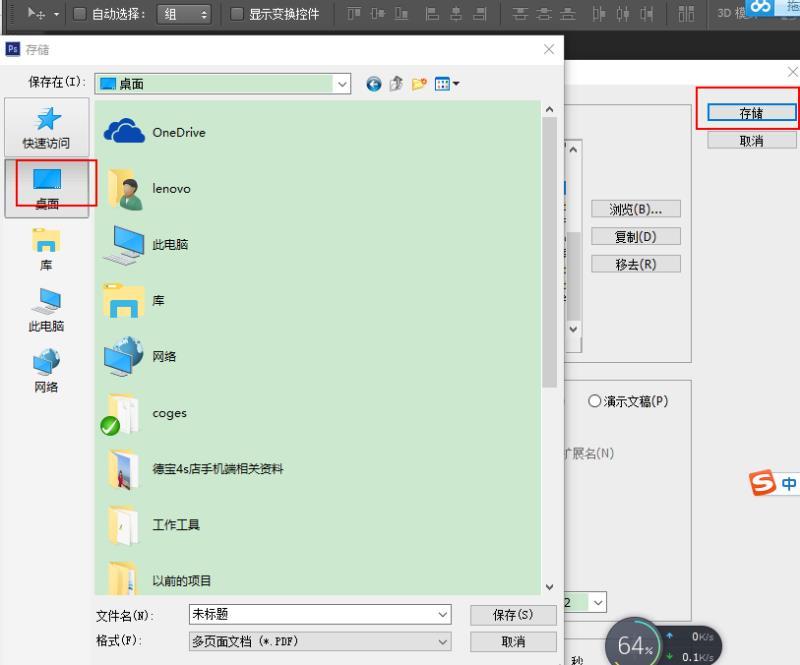 自动选择：
组
显示变换控件
Ps 存储
保存在(I):
桌面
快速访问
桌面
库
此电脑
网络
OneDrive
lenovo
此电脑
库
网络
coges
德宝4s店手机端相关资料
工作工具
以前的项目
文件名(N):
未标题
保存(S)
格式(F):
多页面文档 (*.PDF)
取消
3D
存储
取消
浏览(B)...
复制(D)
移去(R)
演示文稿(P)
扩展名(N)
2
秒
S 中
64%
0K/s
0.1K/s